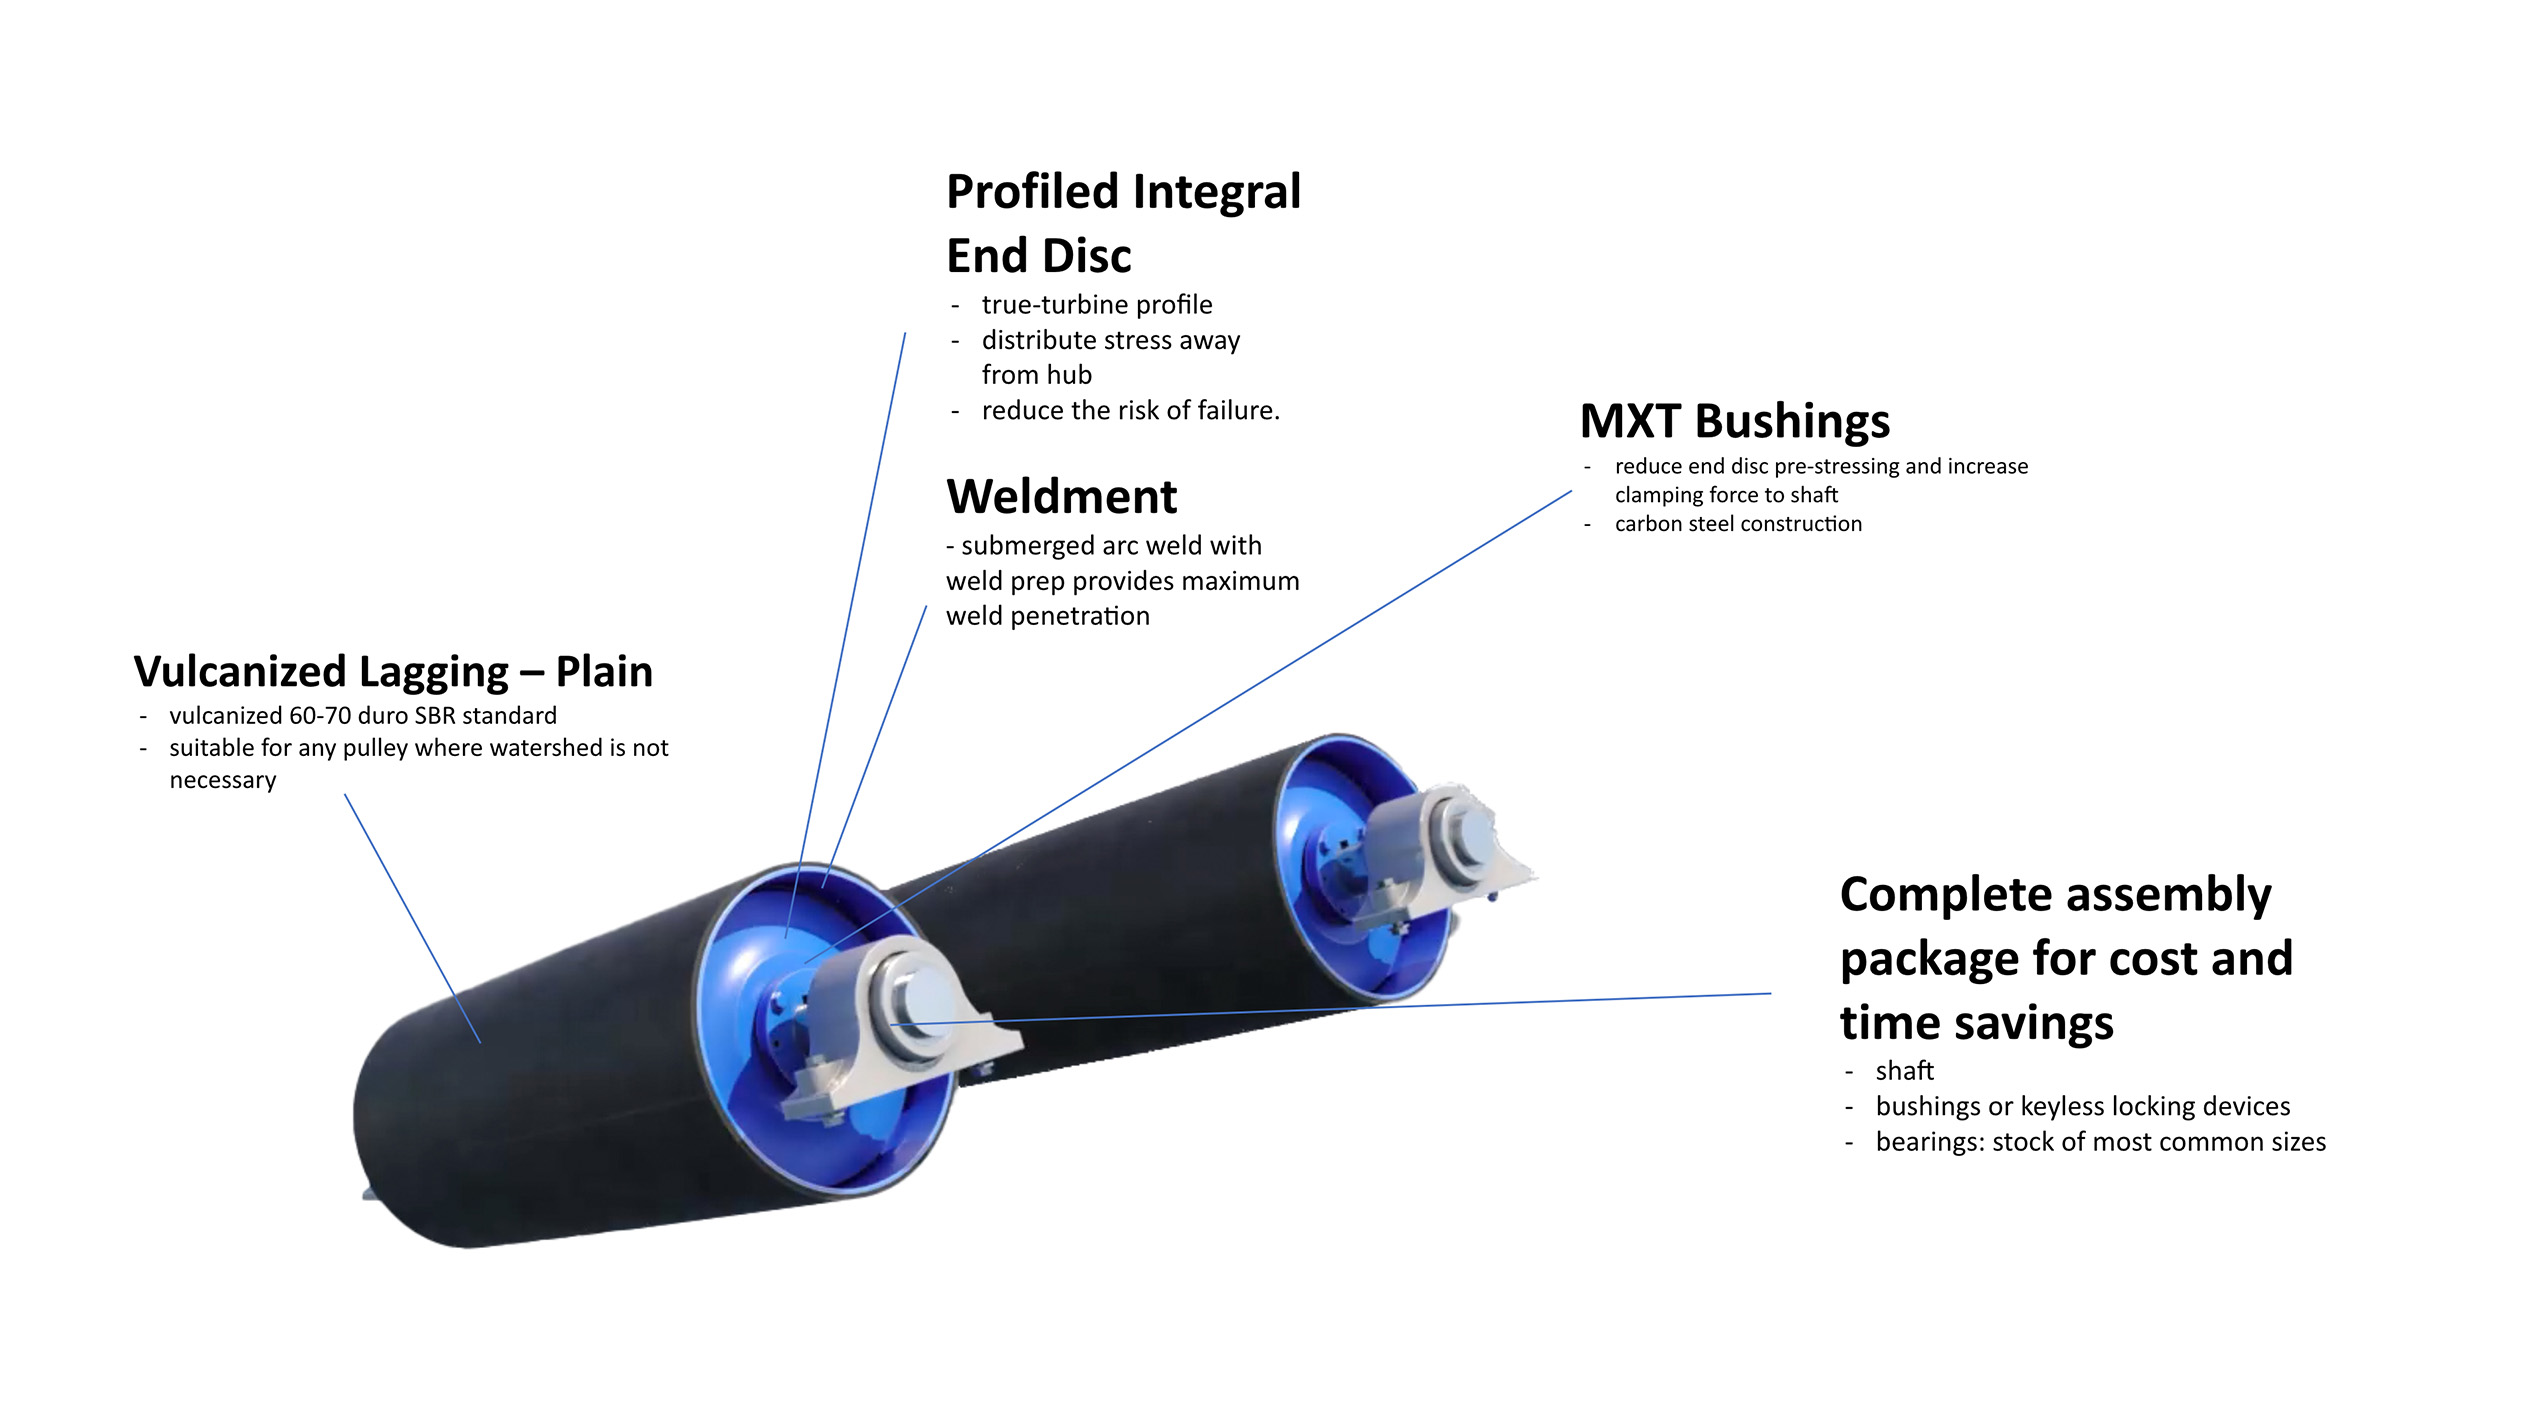 Profiled Integral
End Disc
- true-turbine profile
- distribute stress away
from hub
- reduce the risk of failure.
Weldment
- submerged arc weld with
weld prep provides maximum
weld penetration
MXT Bushings
- reduce end disc pre-stressing and increase
clamping force to shaft
- carbon steel construction
Vulcanized Lagging – Plain
- vulcanized 60-70 duro SBR standard
- suitable for any pulley where watershed is not
necessary
Complete assembly
package for cost and
time savings
- shaft
- bushings or keyless locking devices
- bearings: stock of most common sizes